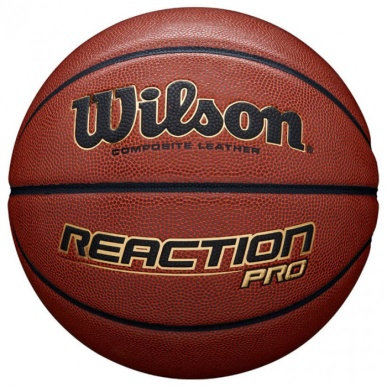 Wilson®
COMPOSITE LEATHER
REACTION
PRO